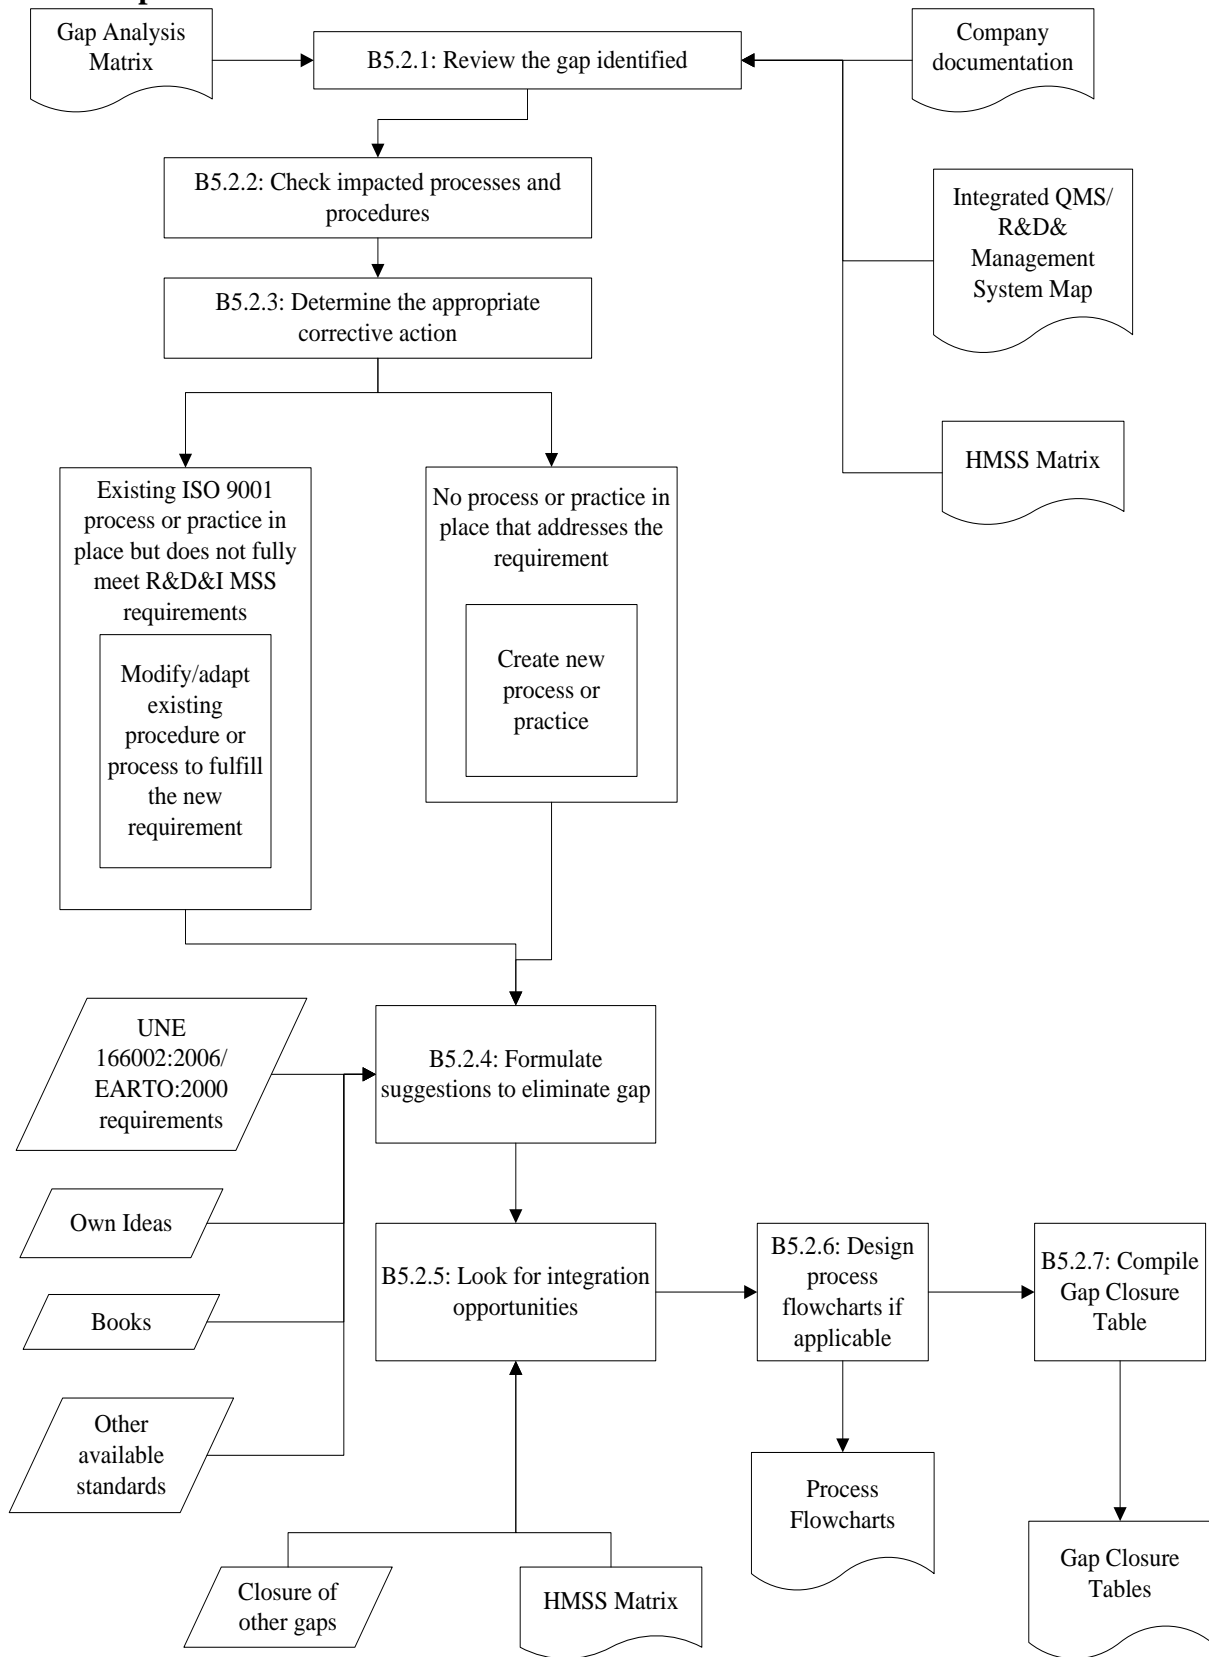 Gap Analysis
Matrix
B5.2.1: Review the gap identified
Company
documentation
B5.2.2: Check impacted processes and
procedures
Integrated QMS/
R&D&
Management
System Map
B5.2.3: Determine the appropriate
corrective action
HMSS Matrix
Existing ISO 9001
process or practice in
place but does not fully
meet R&D&I MSS
requirements
Modify/adapt
existing
procedure or
process to fulfill
the new
requirement
No process or practice in
place that addresses the
requirement
Create new
process or
practice
UNE
166002:2006/
EARTO:2000
requirements
B5.2.4: Formulate
suggestions to eliminate gap
Own Ideas
Books
Other
available
standards
B5.2.5: Look for integration
opportunities
B5.2.6: Design
process
flowcharts if
applicable
B5.2.7: Compile
Gap Closure
Table
Process
Flowcharts
Gap Closure
Tables
Closure of
other gaps
HMSS Matrix